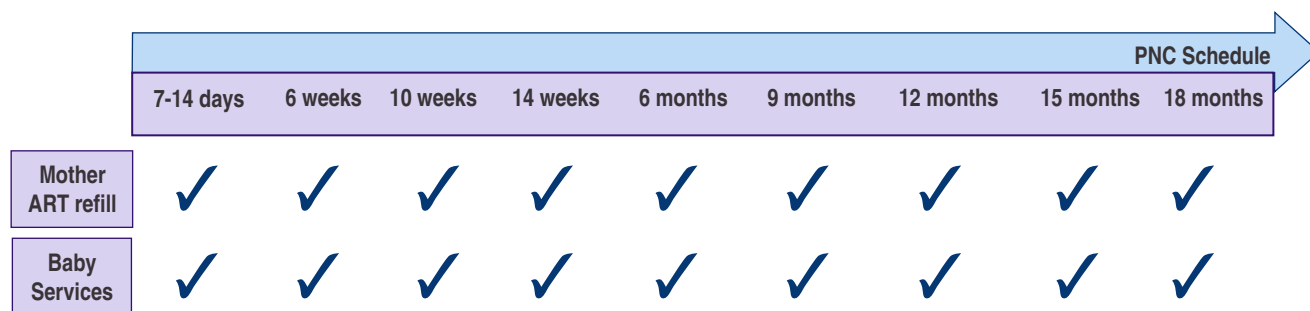 PNC Schedule
7-14 days 6 weeks 10 weeks 14 weeks 6 months 9 months 12 months 15 months 18 months
Mother
ART refill
Baby
Services